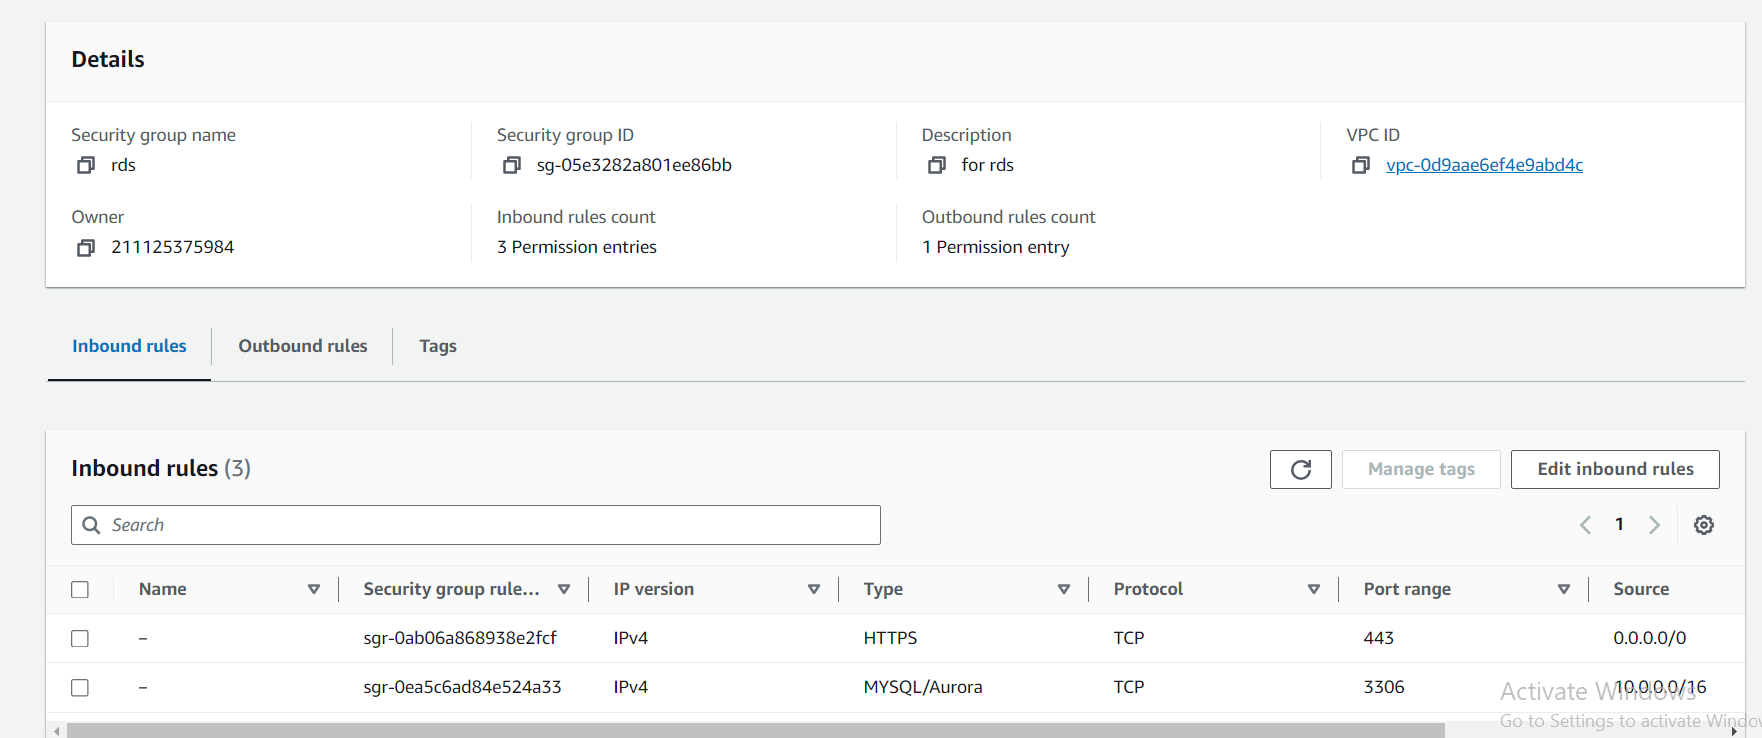 Details
Security group name
Security group ID
Description
VPC ID
rds
sg-05e3282a801ee86bb
for rds
vpc-0d9aae6ef4e9abd4c
Owner
Inbound rules count
Outbound rules count
211125375984
3 Permission entries
1 Permission entry
Inbound rules
Outbound rules
Tags
Inbound rules (3)
Manage tags
Edit inbound rules
Search
1
Name
Security group rule...
IP version
Type
Protocol
Port range
Source
–
sgr-0ab06a868938e2fcf
IPv4
HTTPS
TCP
443
0.0.0.0/0
–
sgr-0ea5c6ad84e524a33
IPv4
MYSQL/Aurora
TCP
3306
10.0.0.0/16
Activate Windows
Go to Settings to activate Windo